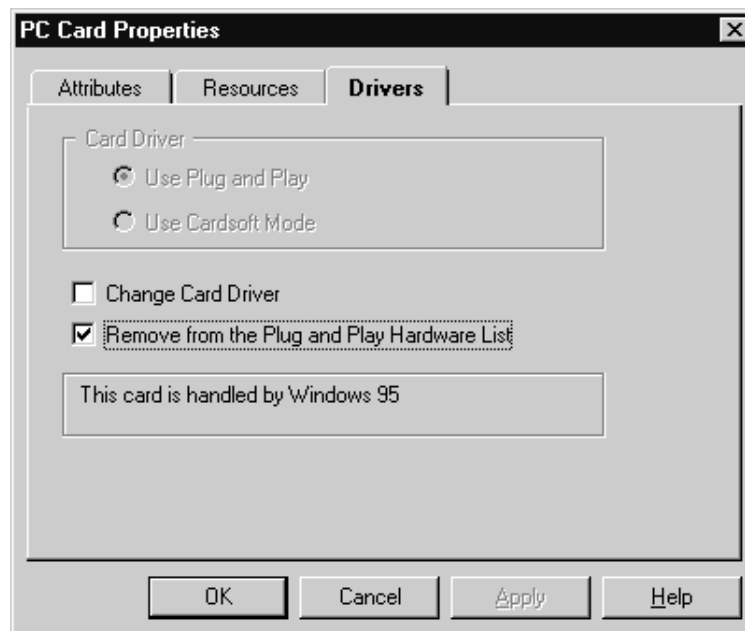 PC Card Properties
Attributes Resources Drivers
Card Driver
Use Plug and Play
Use Cardsoft Mode
Change Card Driver
Remove from the Plug and Play Hardware List
This card is handled by Windows 95
OK Cancel Apply Help